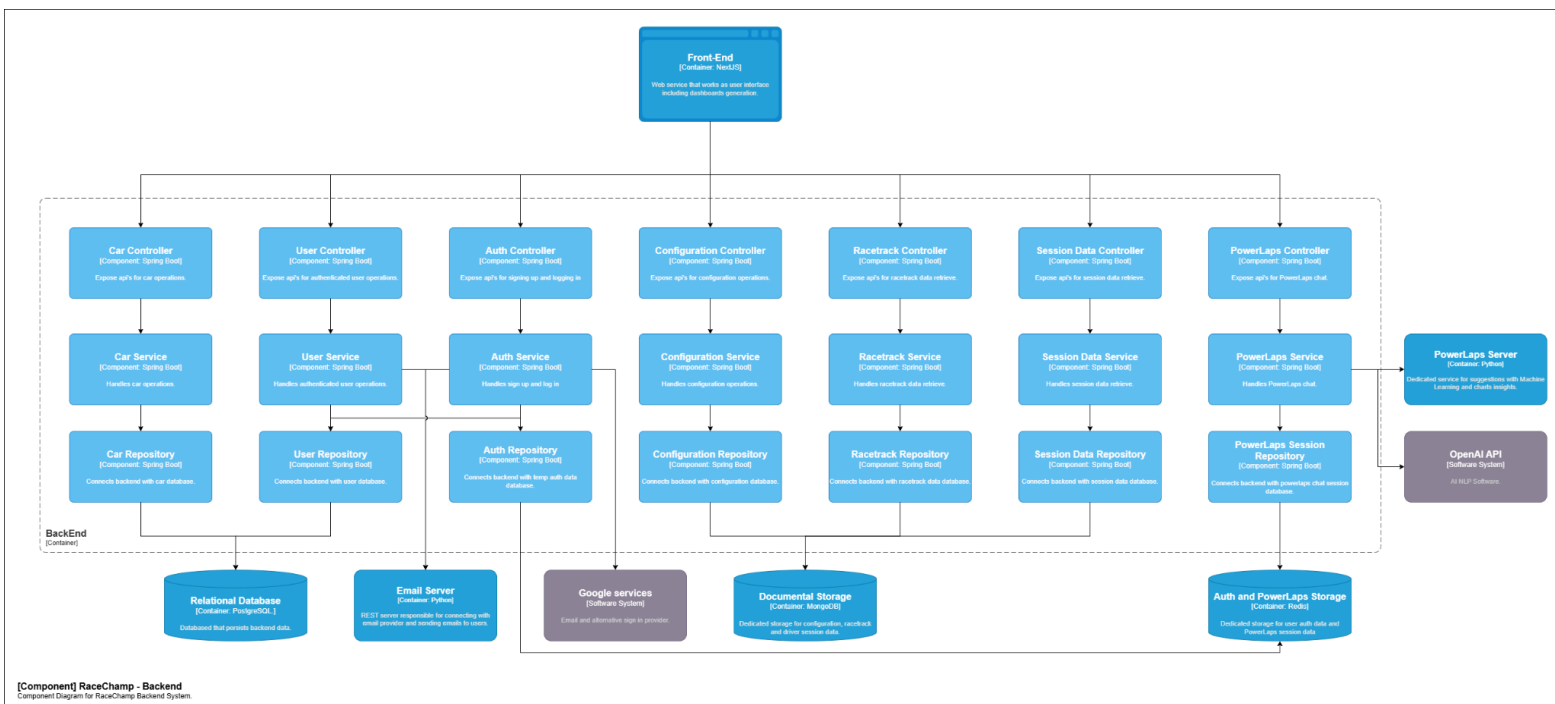 Front-End
[Container: NextJS]
Web service that works as user interface
including dashboards generation.
Car Controller
[Component: Spring Boot]
Expose api's for car operations.
User Controller
[Component: Spring Boot]
Expose api's for authenticated user operations.
Auth Controller
[Component: Spring Boot]
Expose api's for signing up and logging in
Configuration Controller
[Component: Spring Boot]
Expose api's for configuration operations.
Racetrack Controller
[Component: Spring Boot]
Expose api's for racetrack data retrieve.
Session Data Controller
[Component: Spring Boot]
Expose api's for session data retrieve.
PowerLaps Controller
[Component: Spring Boot]
Expose api's for PowerLaps chat.
Car Service
[Component: Spring Boot]
Handles car operations.
User Service
[Component: Spring Boot]
Handles authenticated user operations.
Auth Service
[Component: Spring Boot]
Handles sign up and log in
Configuration Service
[Component: Spring Boot]
Handles configuration operations.
Racetrack Service
[Component: Spring Boot]
Handles racetrack data retrieve.
Session Data Service
[Component: Spring Boot]
Handles session data retrieve.
PowerLaps Service
[Component: Spring Boot]
Handles PowerLaps chat.
PowerLaps Server
[Container: Python]
Dedicated service for suggestions with Machine
Learning and charts insights.
Car Repository
[Component: Spring Boot]
Connects backend with car database.
User Repository
[Component: Spring Boot]
Connects backend with user database.
Auth Repository
[Component: Spring Boot]
Connects backend with temp auth data
database.
Configuration Repository
[Component: Spring Boot]
Connects backend with configuration database.
Racetrack Repository
[Component: Spring Boot]
Connects backend with racetrack data database.
Session Data Repository
[Component: Spring Boot]
Connects backend with session data database.
PowerLaps Session
Repository
[Component: Spring Boot]
Connects backend with powerlaps chat session
database.
OpenAI API
[Software System]
AI NLP Software.
BackEnd
[Container]
Relational Database
[Container: PostgreSQL.]
Databased that persists backend data.
Email Server
[Container: Python]
REST server responsible for connecting with
email provider and sending emails to users.
Google services
[Software System]
Email and alternative sign in provider.
Documental Storage
[Container: MongoDB]
Dedicated storage for configuration, racetrack
and driver session data.
Auth and PowerLaps Storage
[Container: Redis]
Dedicated storage for user auth data and
PowerLaps session data
[Component] RaceChamp - Backend
Component Diagram for RaceChamp Backend System.